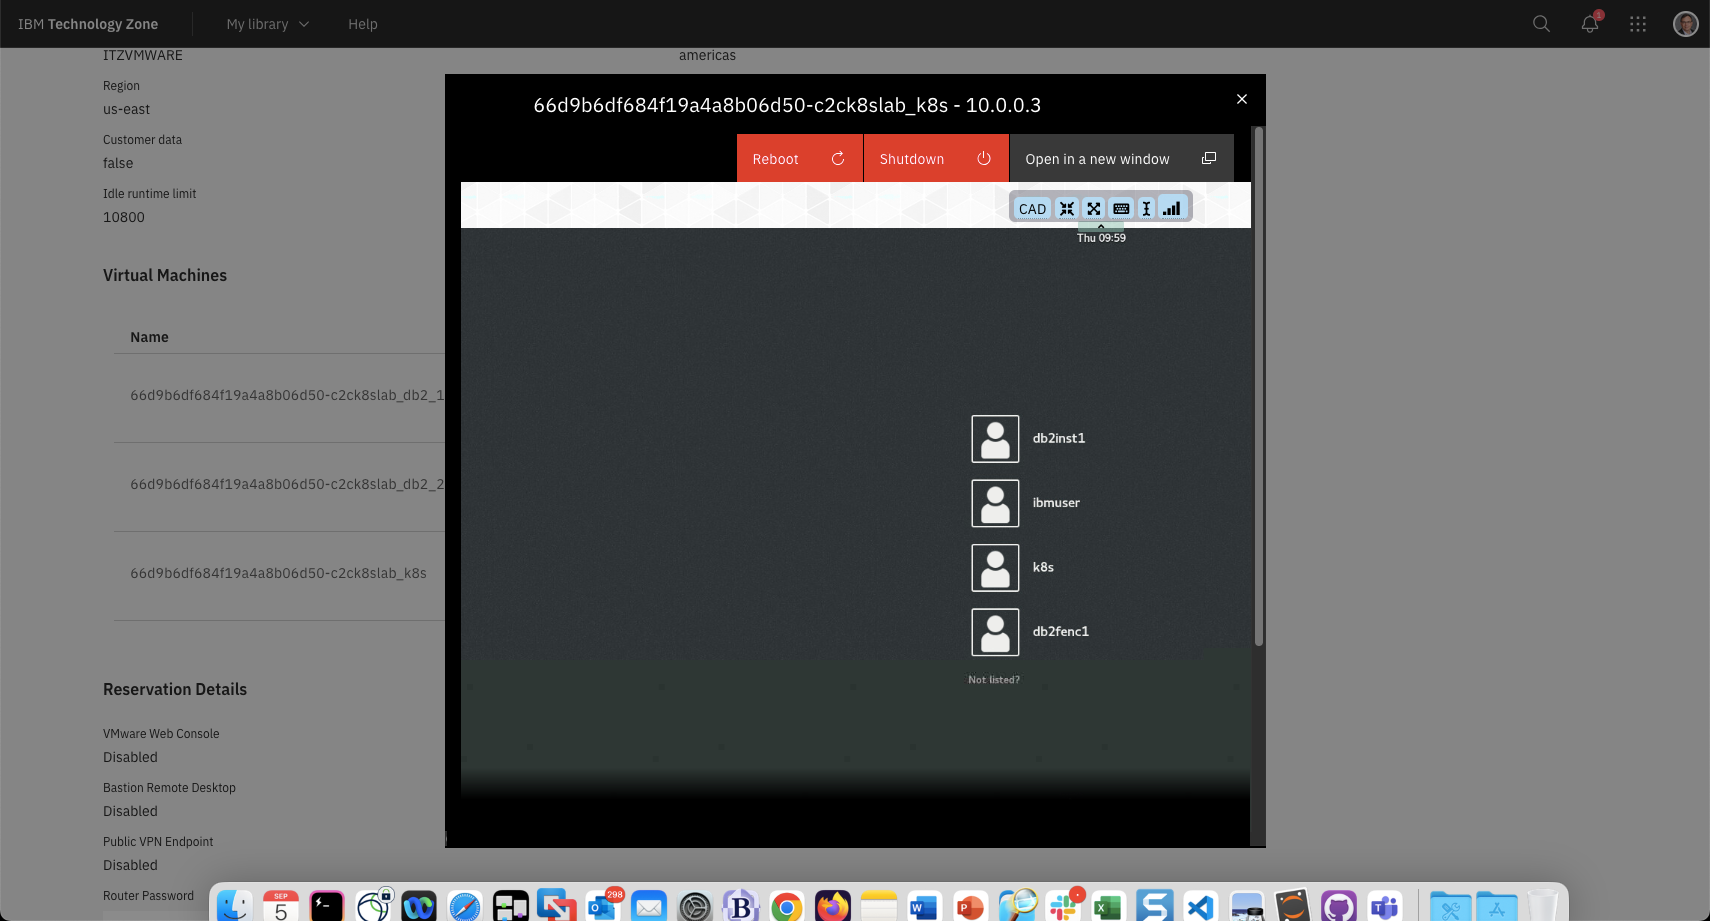 IBM Technology Zone
My library
Help
1
ITZVMWARE
americas
Region
us-east
Customer data
false
Idle runtime limit
10800
Virtual Machines
Name
66d9b6df684f19a4a8b06d50-c2ck8slab_db2_1
66d9b6df684f19a4a8b06d50-c2ck8slab_db2_2
66d9b6df684f19a4a8b06d50-c2ck8slab_k8s
Reservation Details
VMware Web Console
Disabled
Bastion Remote Desktop
Disabled
Public VPN Endpoint
Disabled
Router Password
66d9b6df684f19a4a8b06d50-c2ck8slab_k8s - 10.0.0.3
Reboot
Shutdown
Open in a new window
CAD
Thu 09:59
db2inst1
ibmuser
k8s
db2fenc1
Not listed?
SEP
5
298